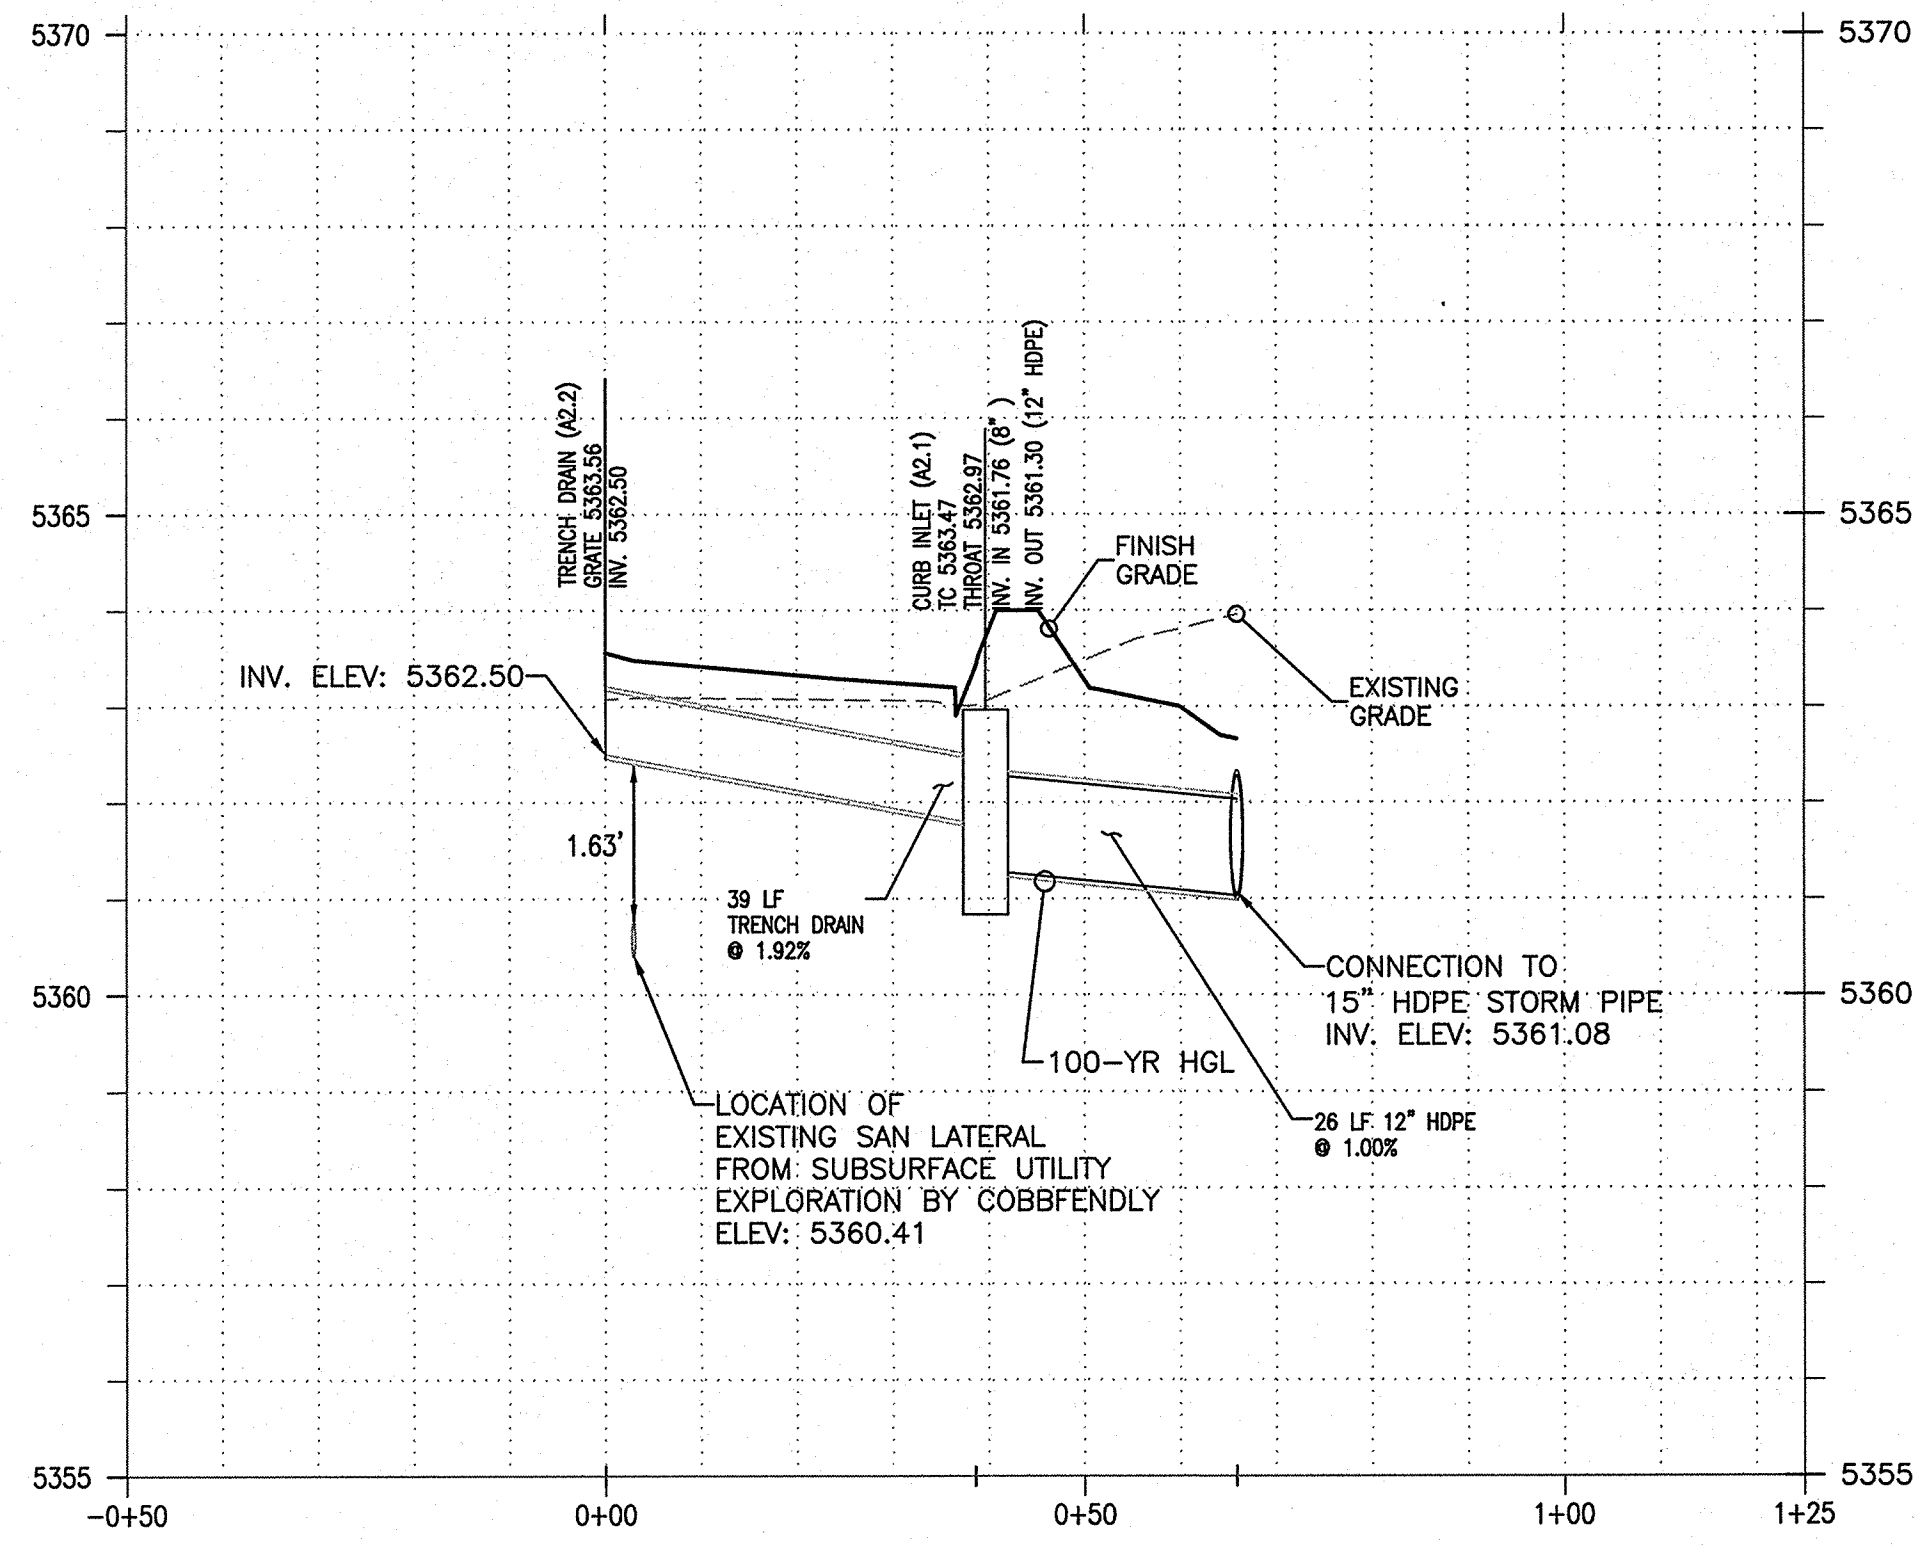 5370
5370
TRENCH DRAIN (A2.2)
GRATE 5363.56
INV. 5362.50
CURB INLET (A2.1)
TC 5363.47
THROAT 5362.97
INV. IN 5361.76 (8" )
INV. OUT 5361.30 (12" HDPE)
5365
5365
FINISH
GRADE
INV. ELEV: 5362.50
EXISTING
GRADE
1.63'
39 LF
TRENCH DRAIN
@ 1.92%
CONNECTION TO
15" HDPE STORM PIPE
INV. ELEV: 5361.08
5360
5360
100-YR HGL
LOCATION OF
EXISTING SAN LATERAL
FROM SUBSURFACE UTILITY
EXPLORATION BY COBBFENDLY
ELEV: 5360.41
26 LF 12" HDPE
@ 1.00%
5355
5355
-0+50
0+00
0+50
1+00
1+25